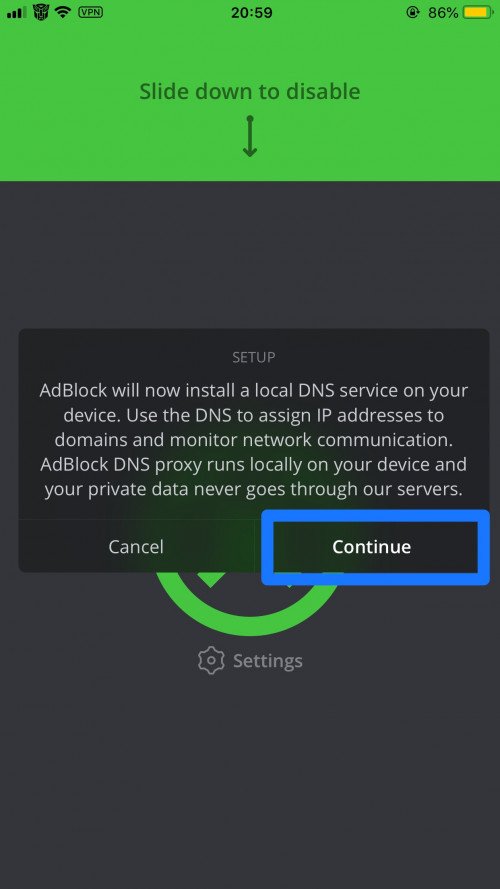 VPN
20:59
86%
Slide down to disable
SETUP
AdBlock will now install a local DNS service on your
device. Use the DNS to assign IP addresses to
domains and monitor network communication.
AdBlock DNS proxy runs locally on your device and
your private data never goes through our servers.
Cancel
Continue
Settings